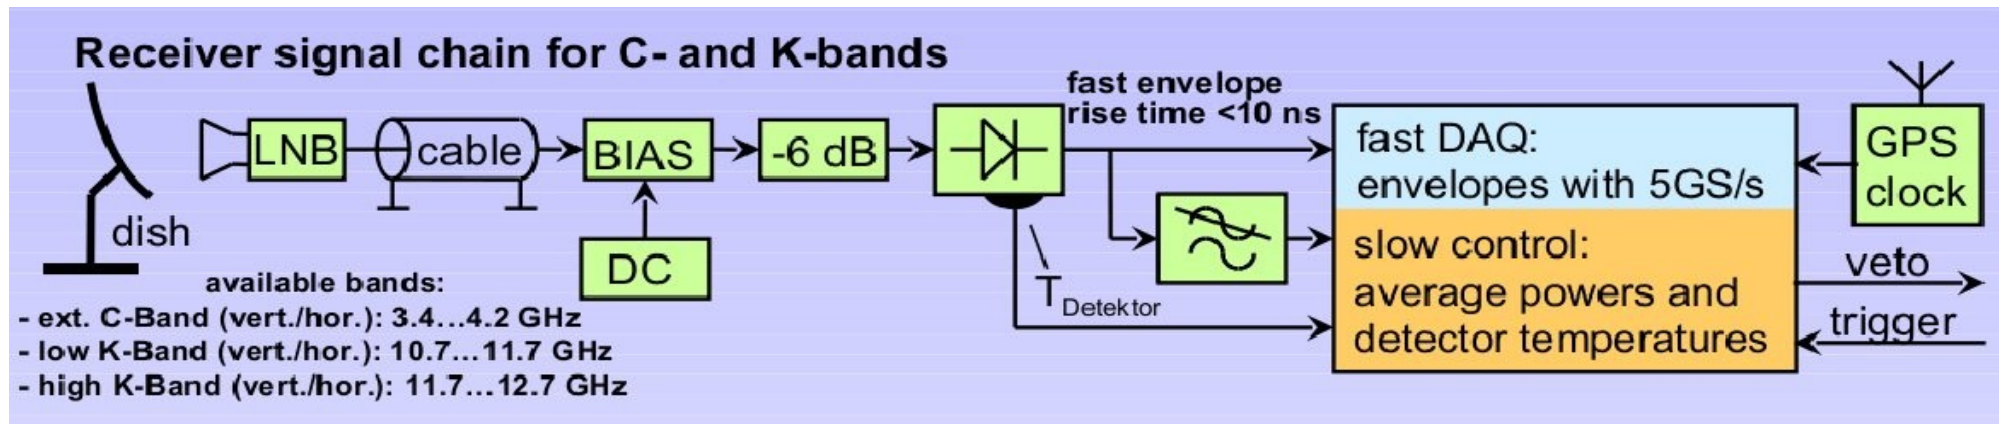 Receiver signal chain for C- and K-bands
dish
LNB
cable
BIAS
DC
-6 dB
fast envelope
rise time <10 ns
T Detektor
fast DAQ:
envelopes with 5GS/s
slow control:
average powers and
detector temperatures
GPS
clock
veto
trigger
available bands:
- ext. C-Band (vert./hor.): 3.4...4.2 GHz
- low K-Band (vert./hor.): 10.7...11.7 GHz
- high K-Band (vert./hor.): 11.7...12.7 GHz